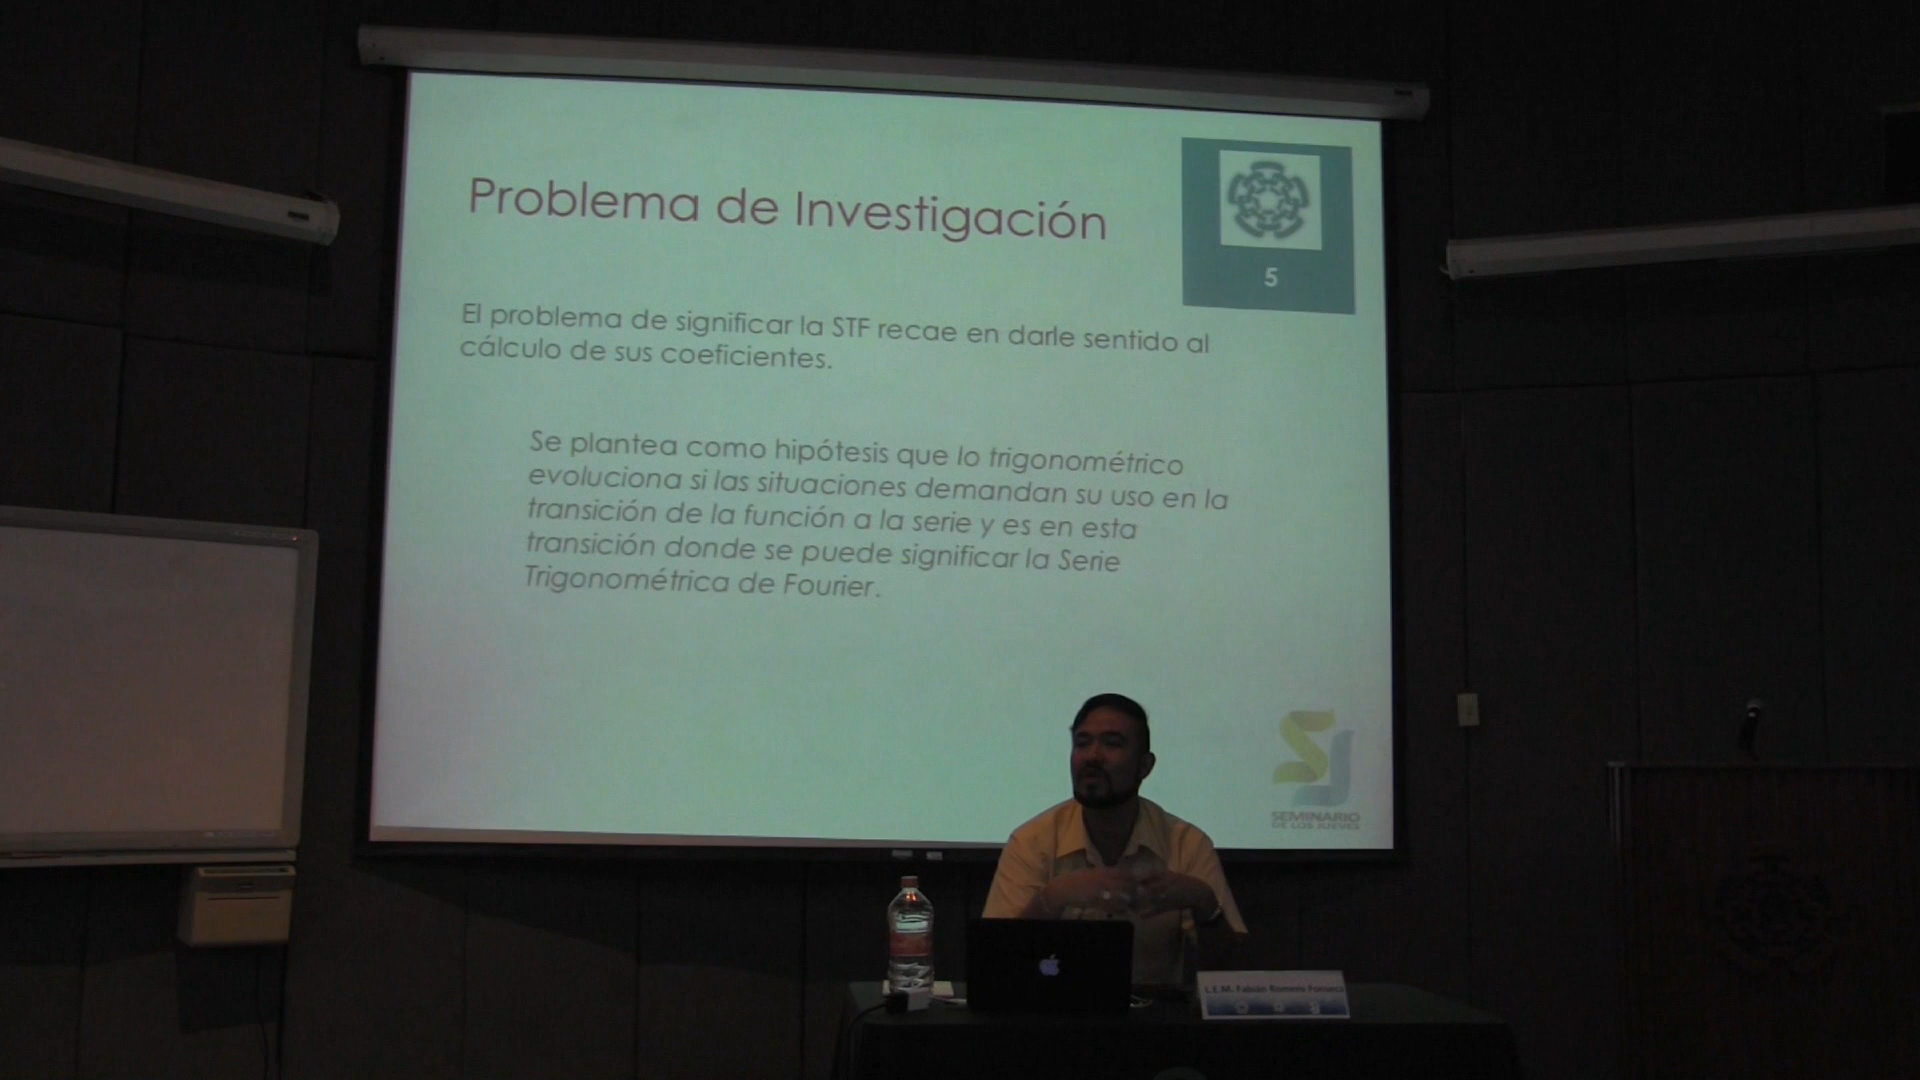 Problema de Investigación
5
El problema de significar la STF recae en darle sentido al
cálculo de sus coeficientes.
Se plantea como hipótesis que lo trigonométrico
evoluciona si las situaciones demandan su uso en la
transición de la función a la serie y es en esta
transición donde se puede significar la Serie
Trigonométrica de Fourier.
SEMINARIO
DE LOS JUEVES
L.E.M. Fabián Romero Fonseca